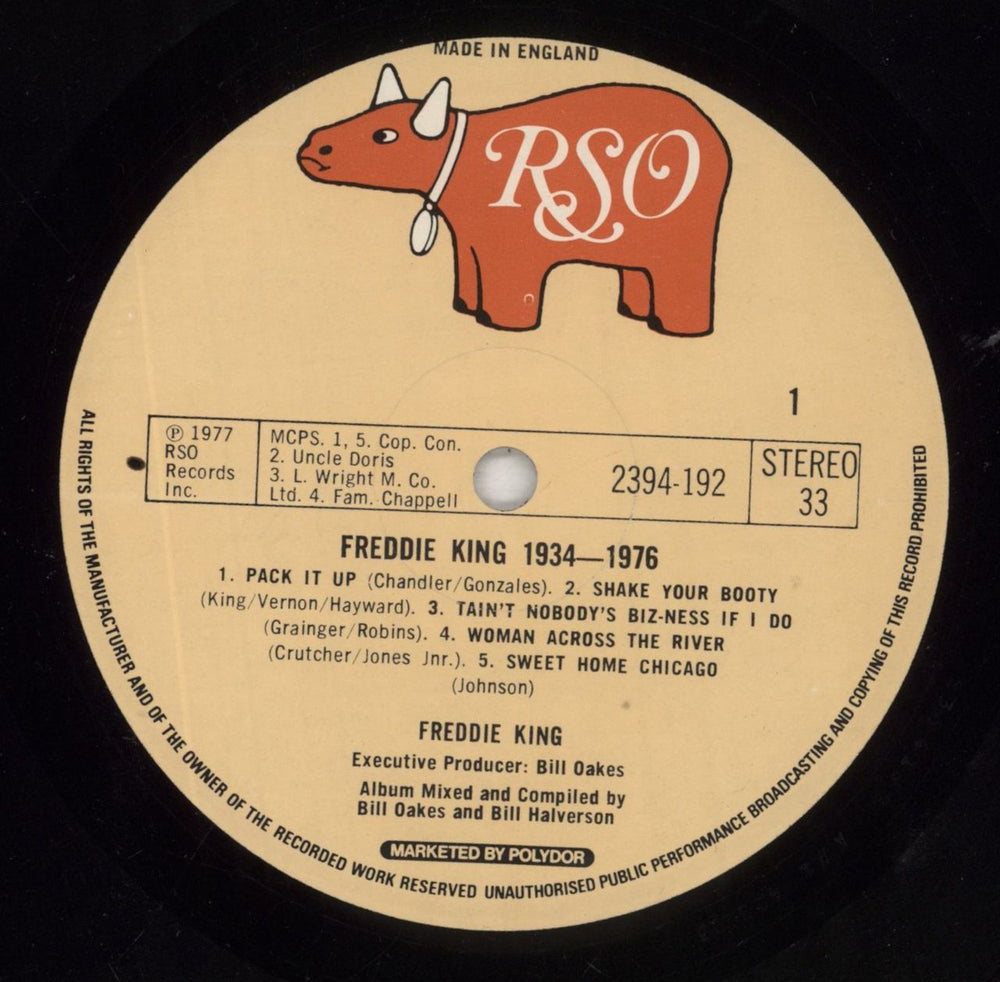 MADE IN ENGLAND
RSO
1
℗ 1977
RSO
Records
Inc.
MCPS. 1, 5. Cop. Con.
2. Uncle Doris
3. L. Wright M. Co.
Ltd. 4. Fam. Chappell
2394-192
STEREO
33
FREDDIE KING 1934—1976
1. PACK IT UP (Chandler/Gonzales). 2. SHAKE YOUR BOOTY
(King/Vernon/Hayward). 3. TAIN'T NOBODY'S BIZ-NESS IF I DO
(Grainger/Robins). 4. WOMAN ACROSS THE RIVER
(Crutcher/Jones Jnr.). 5. SWEET HOME CHICAGO
(Johnson)
FREDDIE KING
Executive Producer: Bill Oakes
Album Mixed and Compiled by
Bill Oakes and Bill Halverson
MARKETED BY POLYDOR
ALL RIGHTS OF THE MANUFACTURER AND OF THE OWNER OF THE RECORDED WORK RESERVED UNAUTHORISED PUBLIC PERFORMANCE BROADCASTING AND COPYING OF THIS RECORD PROHIBITED